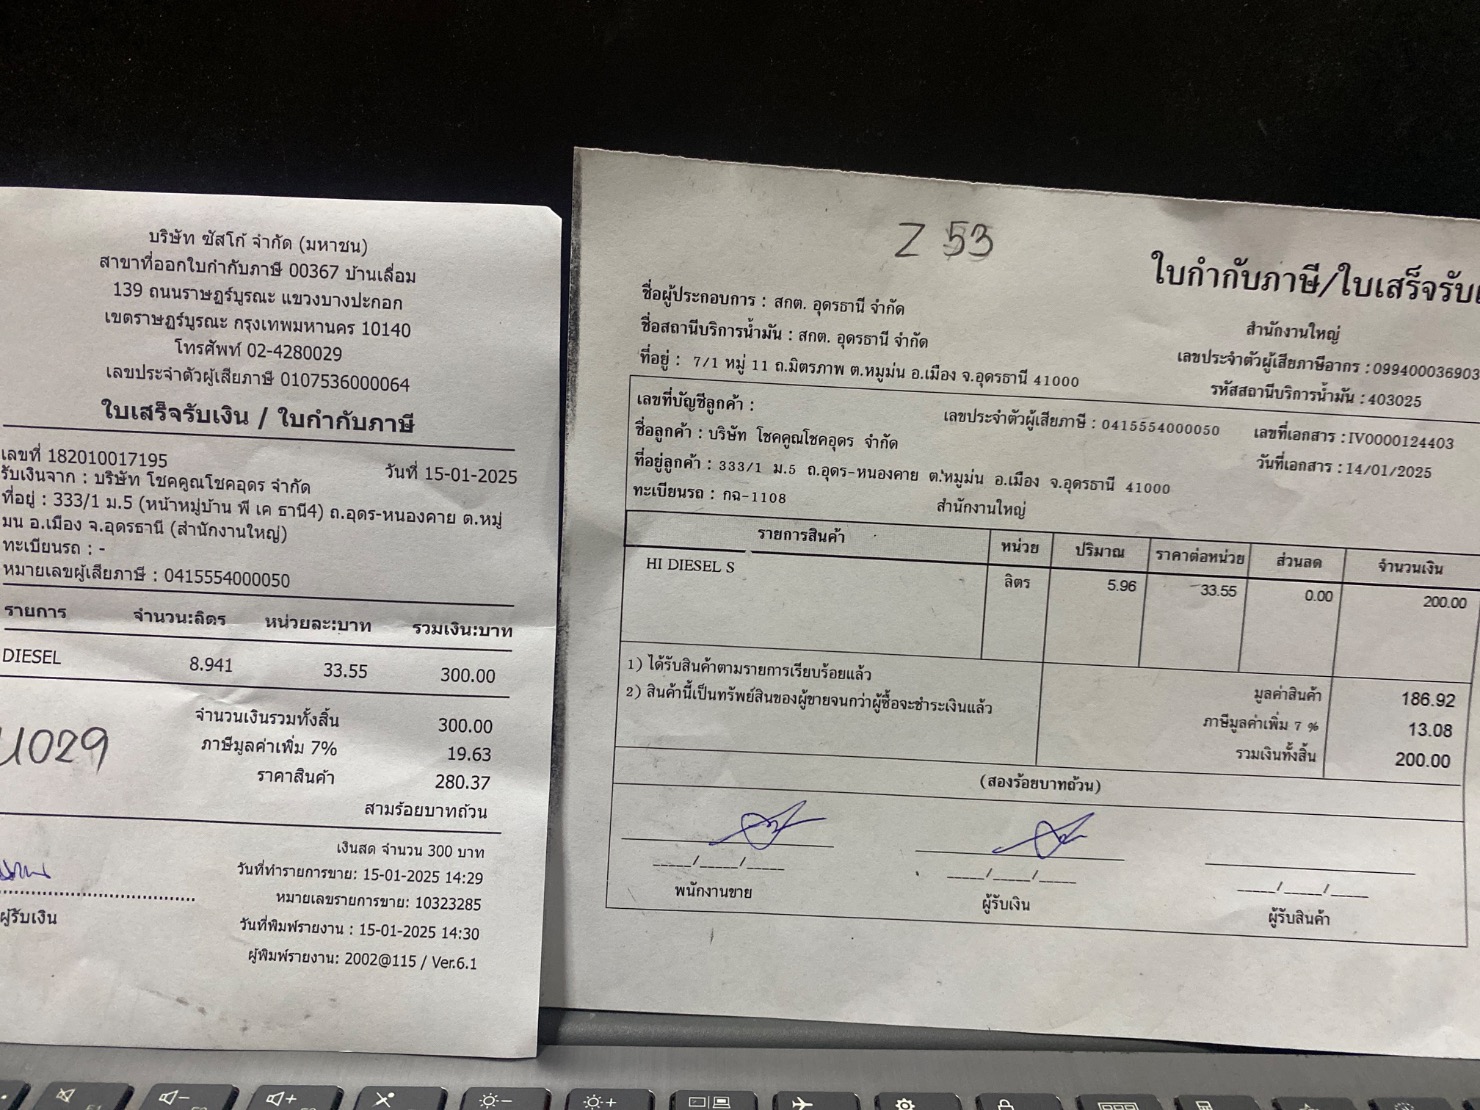 บริษัท ซัสโก้ จำกัด (มหาชน)
สาขาที่ออกใบกำกับภาษี 00367 บ้านเลื่อม
139 ถนนราษฏร์บูรณะ แขวงบางปะกอก
เขตราษฏร์บูรณะ กรุงเทพมหานคร 10140
โทรศัพท์ 02-4280029
เลขประจำตัวผู้เสียภาษี 0107536000064
ใบเสร็จรับเงิน / ใบกำกับภาษี
เลขที่ 182010017195 วันที่ 15-01-2025
รับเงินจาก : บริษัท โชคคูณโชคอุดร จำกัด
ที่อยู่ : 333/1 ม.5 (หน้าหมู่บ้าน พี เค ธานี4) ถ.อุดร-หนองคาย ต.หมู
มน อ.เมือง จ.อุดรธานี (สำนักงานใหญ่)
ทะเบียนรถ : -
หมายเลขผู้เสียภาษี : 0415554000050
รายการ จำนวน:ลิตร หน่วยละ:บาท รวมเงิน:บาท
DIESEL 8.941 33.55 300.00
จำนวนเงินรวมทั้งสิ้น 300.00
ภาษีมูลค่าเพิ่ม 7% 19.63
ราคาสินค้า 280.37
สามร้อยบาทถ้วน
4029
เงินสด จำนวน 300 บาท
วันที่ทำรายการขาย: 15-01-2025 14:29
หมายเลขรายการขาย: 10323285
วันที่พิมพ์รายงาน : 15-01-2025 14:30
ผู้พิมพ์รายงาน: 2002@115 / Ver.6.1
ผู้รับเงิน
Z 53
ใบกำกับภาษี/ใบเสร็จรับ
ชื่อผู้ประกอบการ : สกต. อุดรธานี จำกัด
ชื่อสถานีบริการน้ำมัน : สกต. อุดรธานี จำกัด
ที่อยู่ : 7/1 หมู่ 11 ถ.มิตรภาพ ต.หมูม่น อ.เมือง จ.อุดรธานี 41000
สำนักงานใหญ่
เลขประจำตัวผู้เสียภาษีอากร : 099400036903
รหัสสถานีบริการน้ำมัน : 403025
เลขที่บัญชีลูกค้า : เลขประจำตัวผู้เสียภาษี : 0415554000050 เลขที่เอกสาร : IV0000124403
ชื่อลูกค้า : บริษัท โชคคูณโชคอุดร จำกัด วันที่เอกสาร : 14/01/2025
ที่อยู่ลูกค้า : 333/1 ม.5 ถ.อุดร-หนองคาย ต.หมูม่น อ.เมือง จ.อุดรธานี 41000
ทะเบียนรถ : กฉ-1108 สำนักงานใหญ่
รายการสินค้า หน่วย ปริมาณ ราคาต่อหน่วย ส่วนลด จำนวนเงิน
HI DIESEL S ลิตร 5.96 33.55 0.00 200.00
1) ได้รับสินค้าตามรายการเรียบร้อยแล้ว
2) สินค้านี้เป็นทรัพย์สินของผู้ขายจนกว่าผู้ซื้อจะชำระเงินแล้ว
มูลค่าสินค้า 186.92
ภาษีมูลค่าเพิ่ม 7 % 13.08
รวมเงินทั้งสิ้น 200.00
(สองร้อยบาทถ้วน)
____/____/____ ____/____/____ ____/____/____
พนักงานขาย ผู้รับเงิน ผู้รับสินค้า